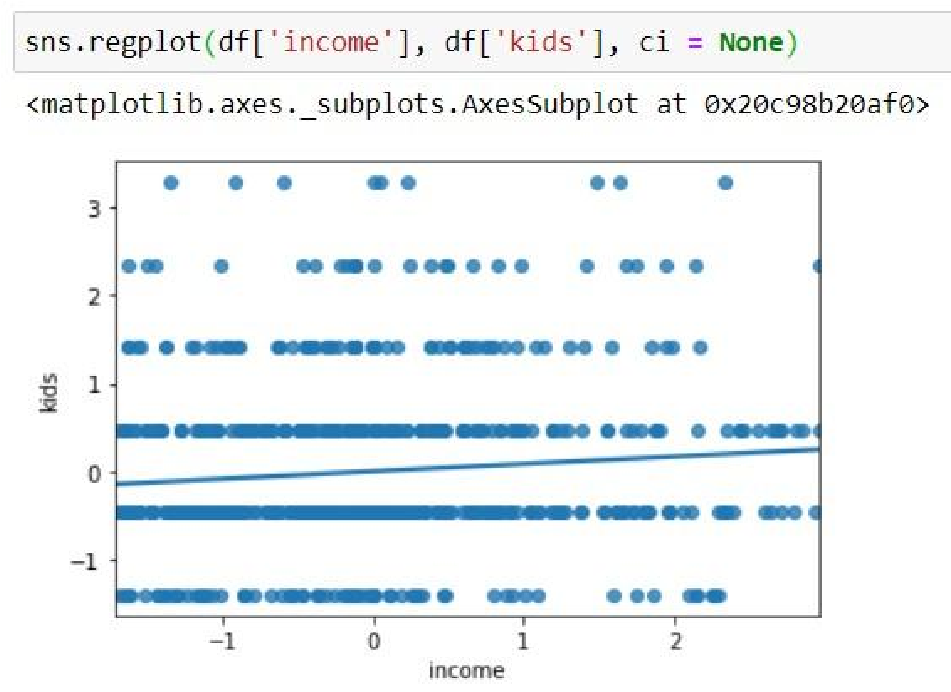 sns.regplot(df['income'], df['kids'], ci = None)
<matplotlib.axes._subplots.AxesSubplot at 0x20c98b20af0>
3
2
1
kids
0
−1
−1 0 1 2
income